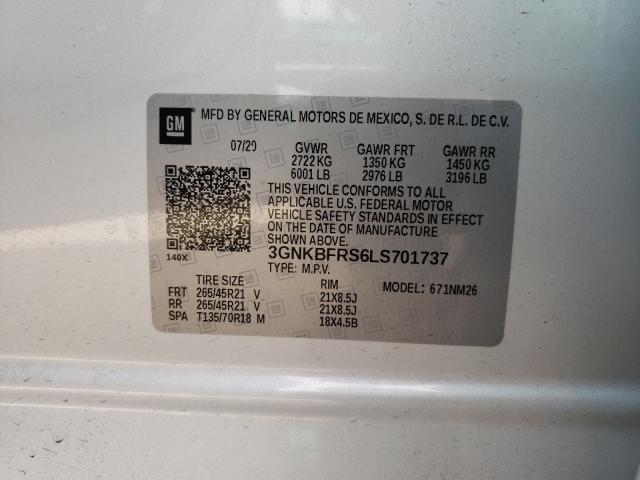 GM MFD BY GENERAL MOTORS DE MEXICO, S. DE R.L. DE C.V.
07/20 GVWR GAWR FRT GAWR RR
2722 KG 1350 KG 1450 KG
6001 LB 2976 LB 3196 LB
THIS VEHICLE CONFORMS TO ALL
APPLICABLE U.S. FEDERAL MOTOR
VEHICLE SAFETY STANDARDS IN EFFECT
ON THE DATE OF MANUFACTURE
SHOWN ABOVE.
140X 3GNKBFRS6LS701737
TYPE: M.P.V.
TIRE SIZE RIM MODEL: 671NM26
FRT 265/45R21 V 21X8.5J
RR 265/45R21 V 21X8.5J
SPA T135/70R18 M 18X4.5B